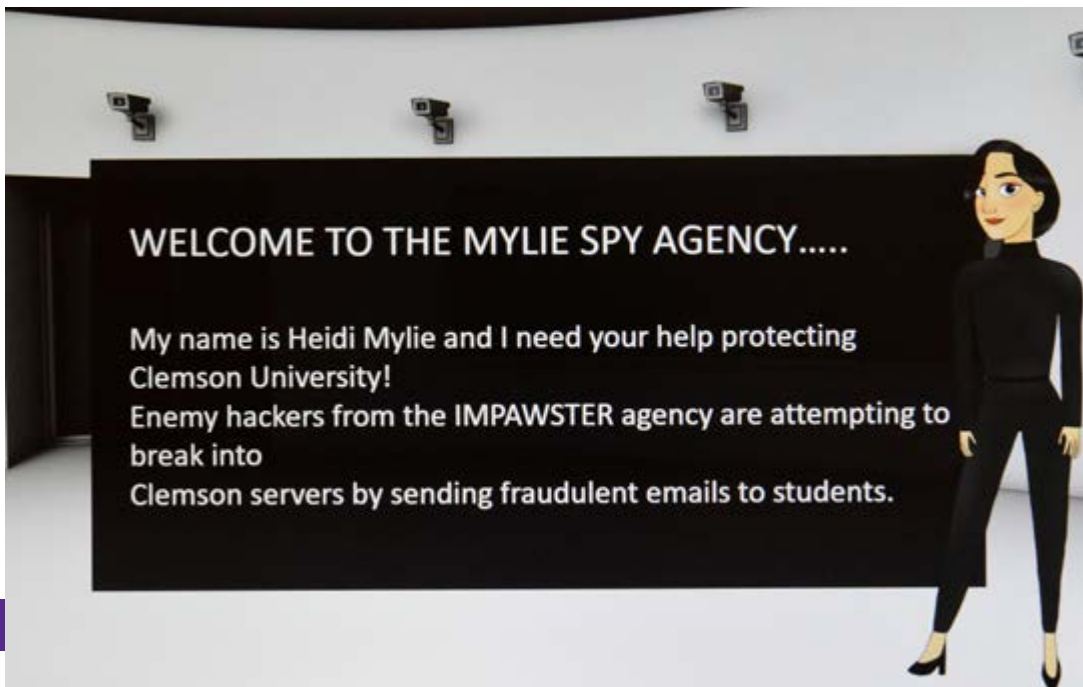 WELCOME TO THE MYLIE SPY AGENCY.....
My name is Heidi Mylie and I need your help protecting
Clemson University!
Enemy hackers from the IMPAWSTER agency are attempting to
break into
Clemson servers by sending fraudulent emails to students.